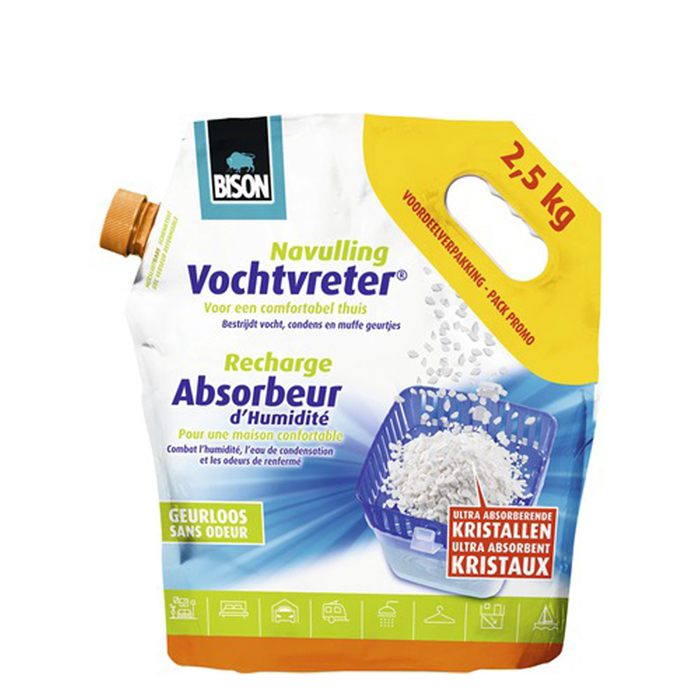 BISON
2,5 kg
VOORDEELVERPAKKING - PACK PROMO
Navulling
Vochtvreter®
Voor een comfortabel thuis
Bestrijdt vocht, condens en muffe geurtjes
Recharge
Absorbeur
d'Humidité
Pour une maison confortable
Combat l'humidité, l'eau de condensation
et les odeurs de renfermé
GEURLOOS
SANS ODEUR
ULTRA ABSORBERENDE
KRISTALLEN
ULTRA ABSORBENT
KRISTAUX